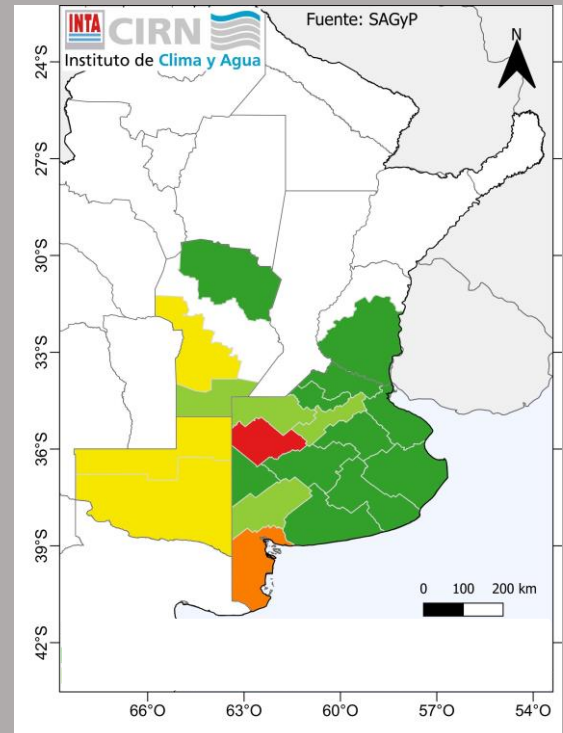 INTA CIRN
Instituto de Clima y Agua
Fuente: SAGyP
N
24°S
27°S
30°S
33°S
36°S
39°S
42°S
0 100 200 km
66°O 63°O 60°O 57°O 54°O